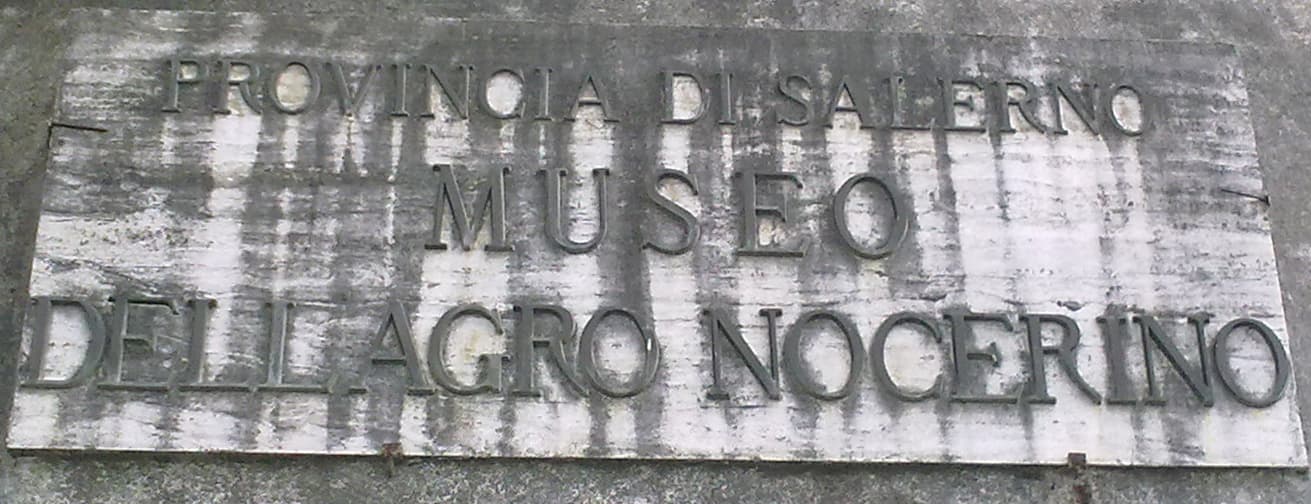 PROVINCIA DI SALERNO
MUSEO
DELL AGRO NOCERINO